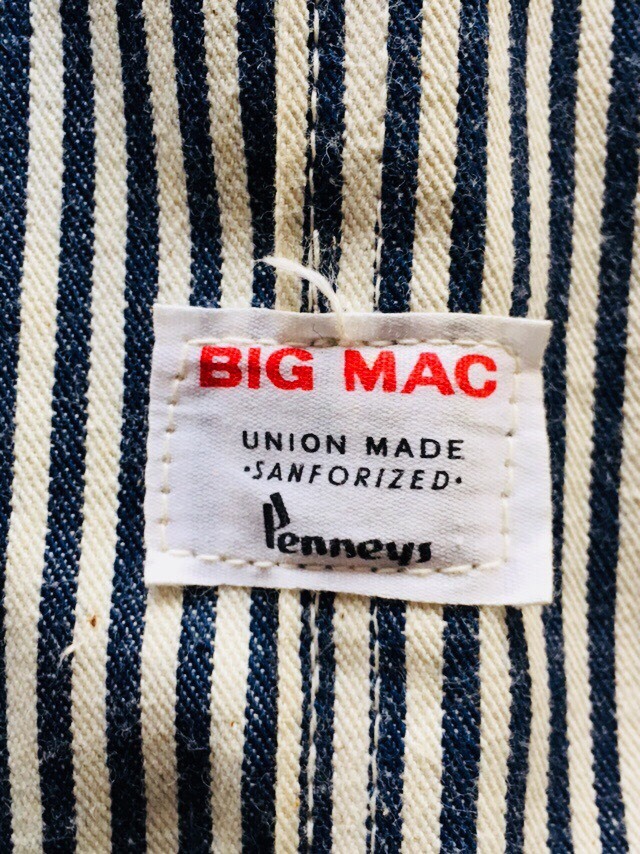 BIG MAC
UNION MADE
·SANFORIZED·
Penneys